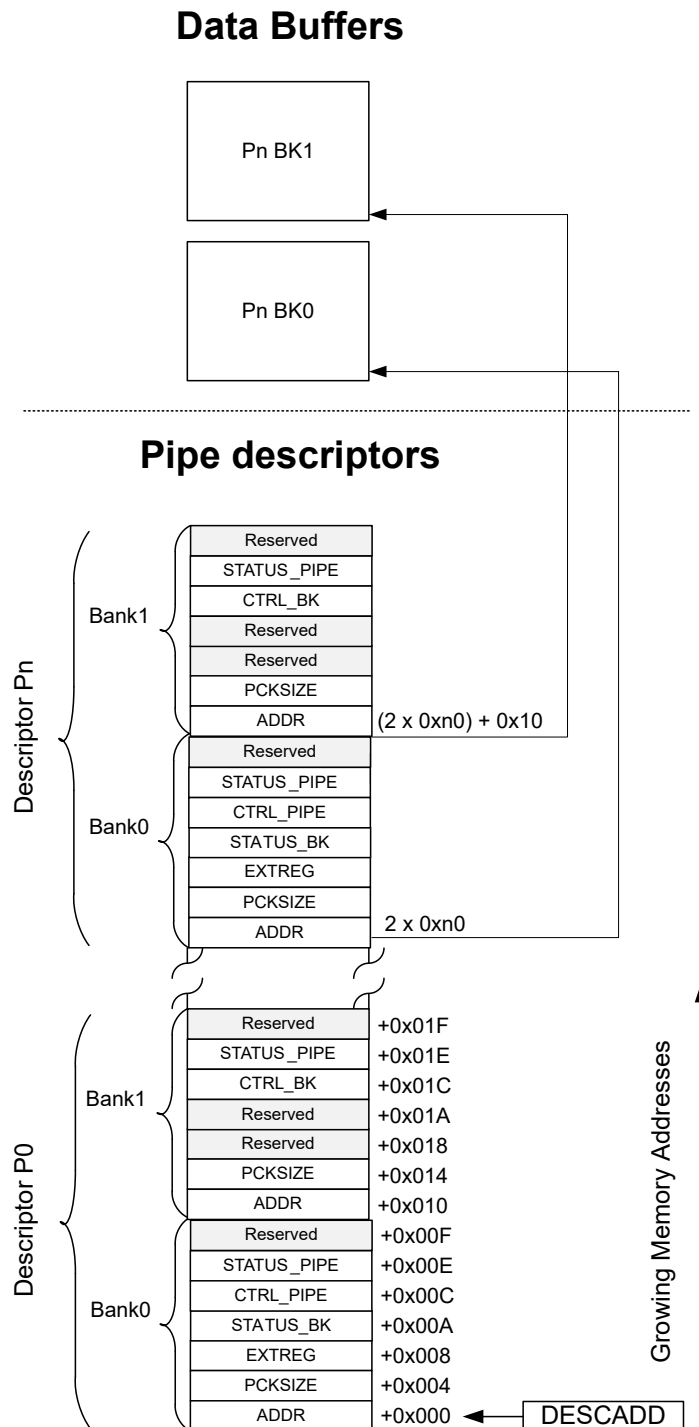 Data Buffers
Pn BK1
Pn BK0
Pipe descriptors
Descriptor Pn
Bank1
Reserved
STATUS_PIPE
CTRL_BK
Reserved
Reserved
PCKSIZE
ADDR (2 x 0xn0) + 0x10
Bank0
Reserved
STATUS_PIPE
CTRL_PIPE
STATUS_BK
EXTREG
PCKSIZE
ADDR 2 x 0xn0
Descriptor P0
Bank1
Reserved +0x01F
STATUS_PIPE +0x01E
CTRL_BK +0x01C
Reserved +0x01A
Reserved +0x018
PCKSIZE +0x014
ADDR +0x010
Bank0
Reserved +0x00F
STATUS_PIPE +0x00E
CTRL_PIPE +0x00C
STATUS_BK +0x00A
EXTREG +0x008
PCKSIZE +0x004
ADDR +0x000 DESCADD
Growing Memory Addresses